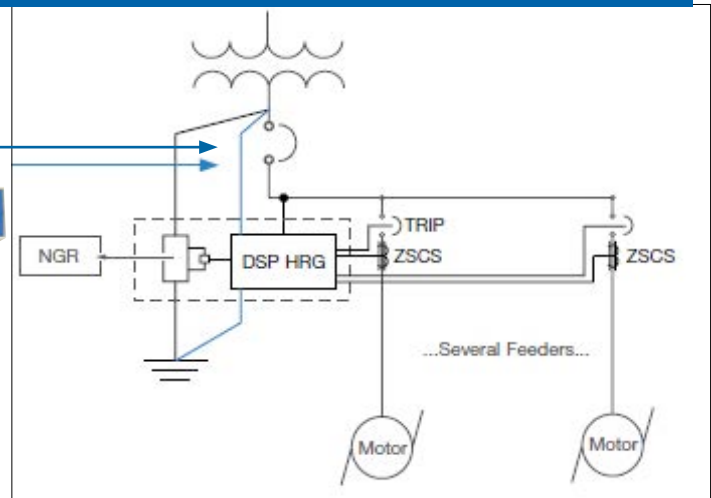 TRIP
NGR
DSP HRG
ZSCS
ZSCS
...Several Feeders...
Motor
Motor